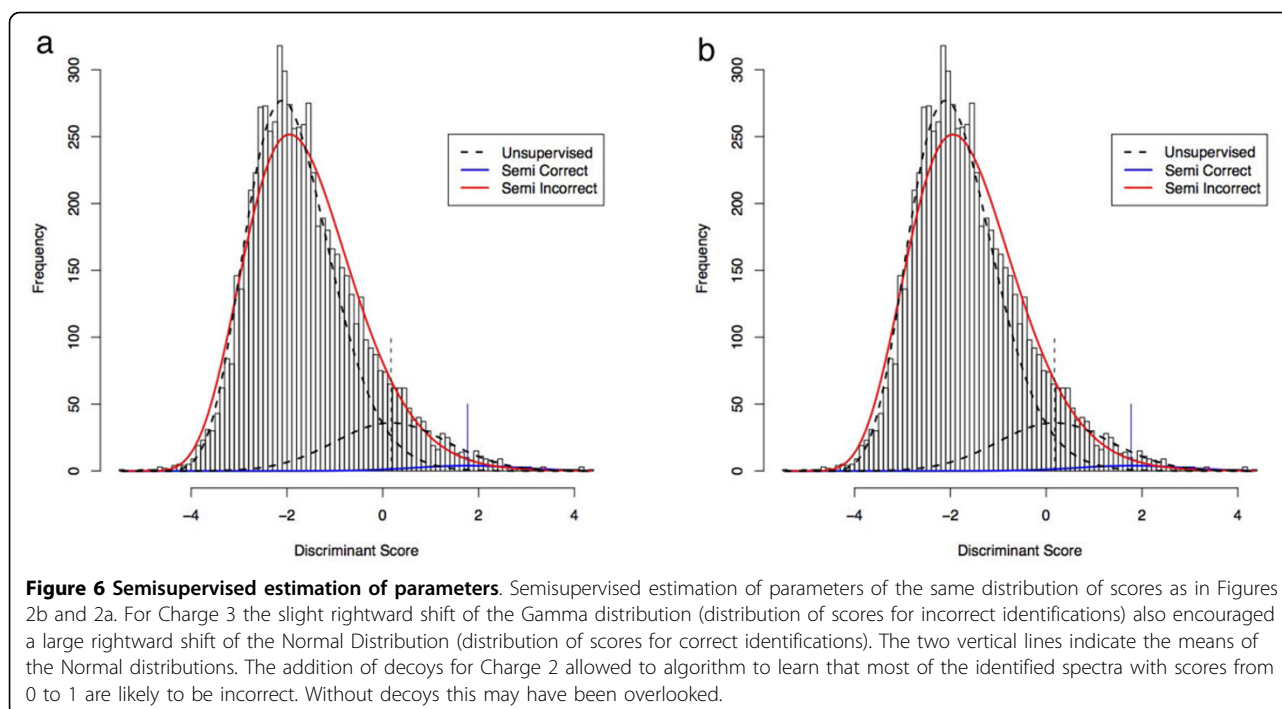 a
300
250
200
150
100
50
0
Frequency
Unsupervised
Semi Correct
Semi Incorrect
−4
−2
0
2
4
Discriminant Score
b
300
250
200
150
100
50
0
Frequency
Unsupervised
Semi Correct
Semi Incorrect
−4
−2
0
2
4
Discriminant Score
Figure 6 Semisupervised estimation of parameters. Semisupervised estimation of parameters of the same distribution of scores as in Figures
2b and 2a. For Charge 3 the slight rightward shift of the Gamma distribution (distribution of scores for incorrect identifications) also encouraged
a large rightward shift of the Normal Distribution (distribution of scores for correct identifications). The two vertical lines indicate the means of
the Normal distributions. The addition of decoys for Charge 2 allowed to algorithm to learn that most of the identified spectra with scores from
0 to 1 are likely to be incorrect. Without decoys this may have been overlooked.